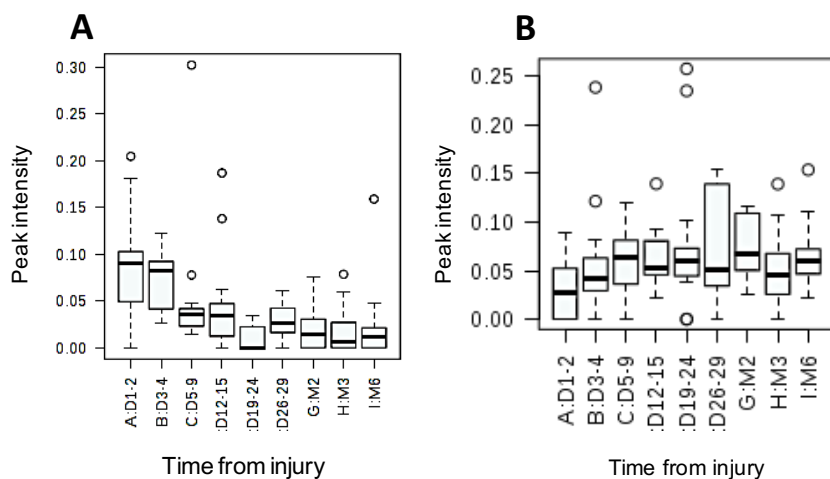 A
B
Peak intensity
0.30
0.25
0.20
0.15
0.10
0.05
0.00
A:D1-2
B:D3-4
C:D5-9
:D12-15
:D19-24
:D26-29
G:M2
H:M3
I:M6
Time from injury
Peak intensity
0.25
0.20
0.15
0.10
0.05
0.00
A:D1-2
B:D3-4
C:D5-9
:D12-15
:D19-24
:D26-29
G:M2
H:M3
I:M6
Time from injury